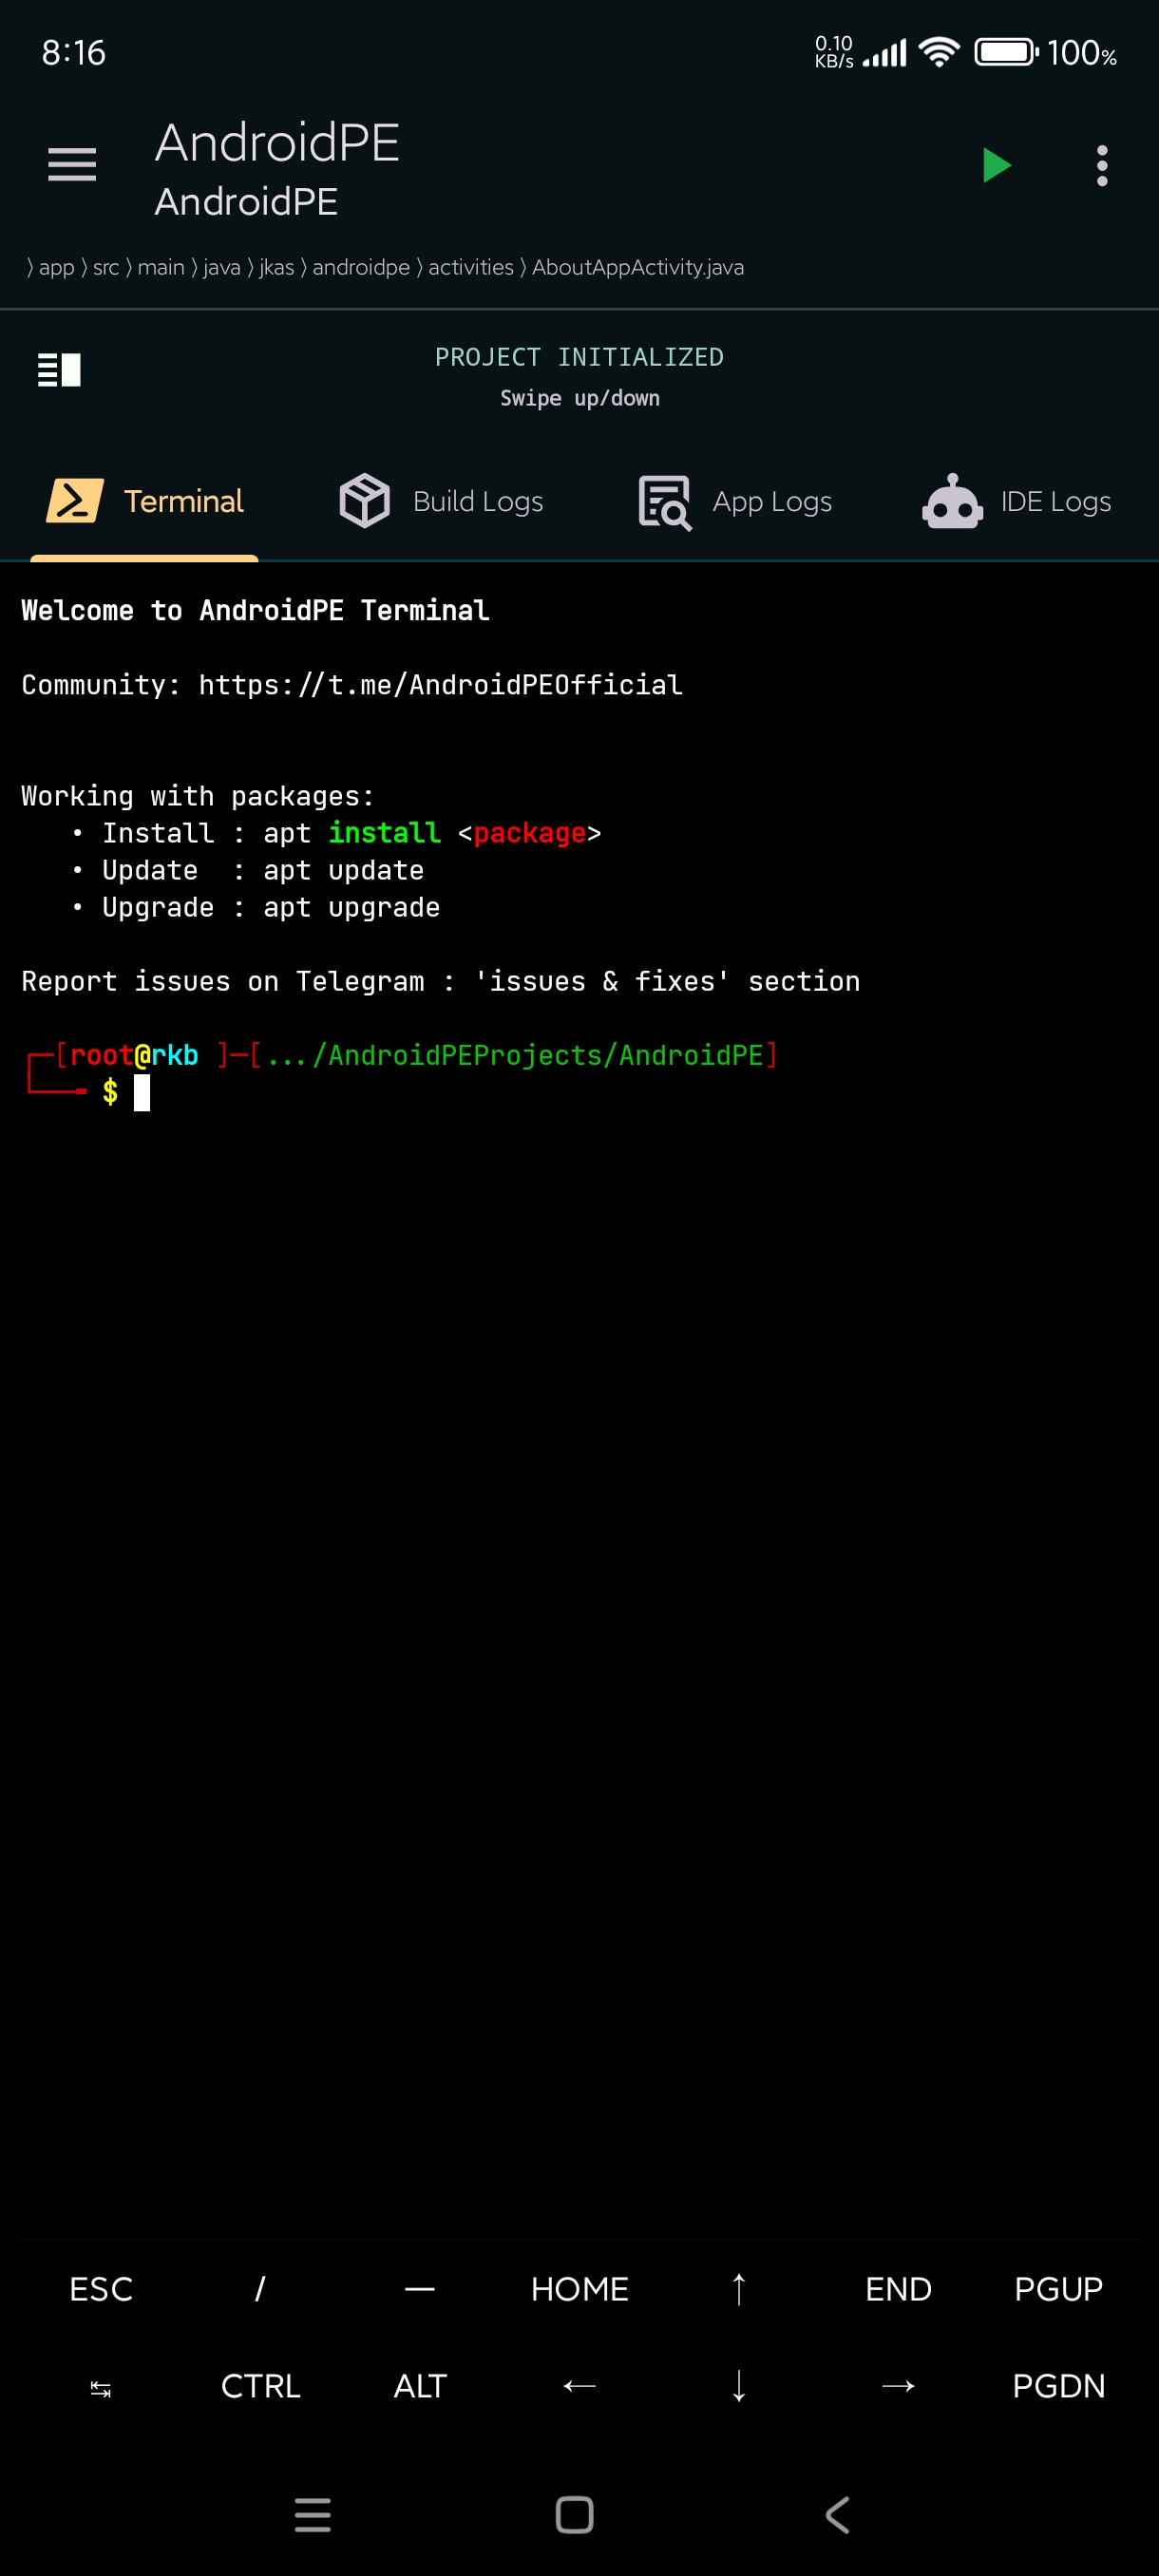 8:16
0.10
KB/s
100%
AndroidPE
AndroidPE
⟩ app ⟩ src ⟩ main ⟩ java ⟩ jkas ⟩ androidpe ⟩ activities ⟩ AboutAppActivity.java
PROJECT INITIALIZED
Swipe up/down
Terminal Build Logs App Logs IDE Logs
Welcome to AndroidPE Terminal
Community: https://t.me/AndroidPEOfficial
Working with packages:
• Install : apt install <package>
• Update  : apt update
• Upgrade : apt upgrade
Report issues on Telegram : 'issues & fixes' section
┌─[root@rkb ]─[.../AndroidPEProjects/AndroidPE]
└──╼ $
ESC / — HOME ↑ END PGUP
↹ CTRL ALT ← ↓ → PGDN